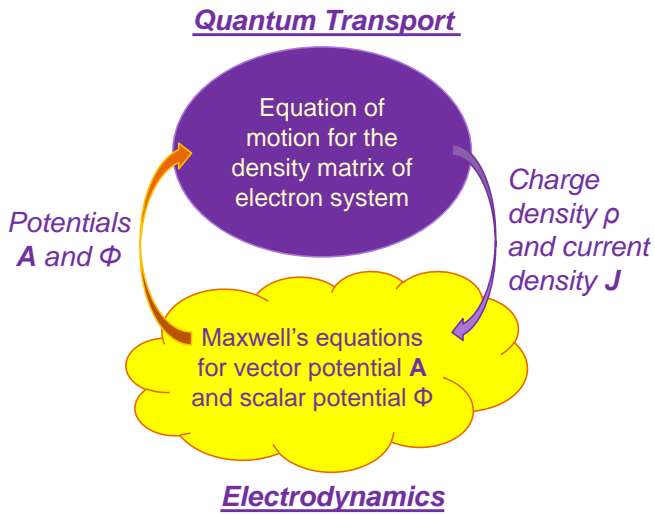 Quantum Transport
Equation of
motion for the
density matrix of
electron system
Potentials
A and Φ
Charge
density ρ
and current
density J
Maxwell's equations
for vector potential A
and scalar potential Φ
Electrodynamics